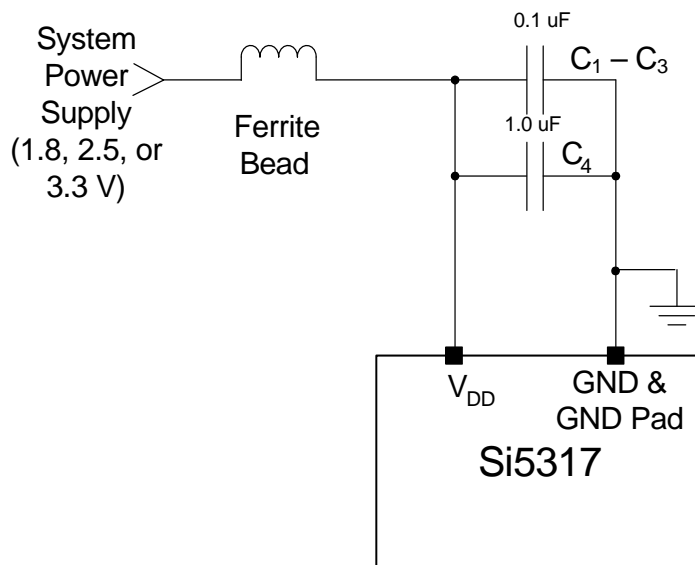 System
Power
Supply
(1.8, 2.5, or
3.3 V)
Ferrite
Bead
0.1 uF
C1 – C3
1.0 uF
C4
VDD
GND &
GND Pad
Si5317